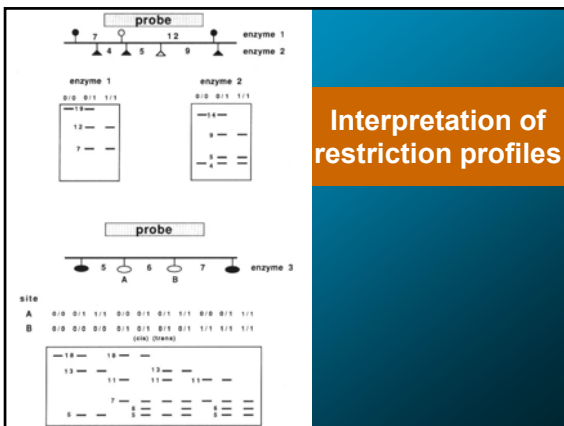 probe
7 12 enzyme 1
4 5 9 enzyme 2
enzyme 1 enzyme 2
0/0 0/1 1/1 0/0 0/1 1/1
19 14
12 9
7 5
4
Interpretation of
restriction profiles
probe
5 6 7 enzyme 3
A B
site
A 0/0 0/1 1/1 0/0 0/1 0/1 1/1 0/0 0/1 1/1
B 0/0 0/0 0/0 0/1 0/1 0/1 0/1 1/1 1/1 1/1
(cis) (trans)
18 18
13 13
11 11 11
7
6 6
5 5 5